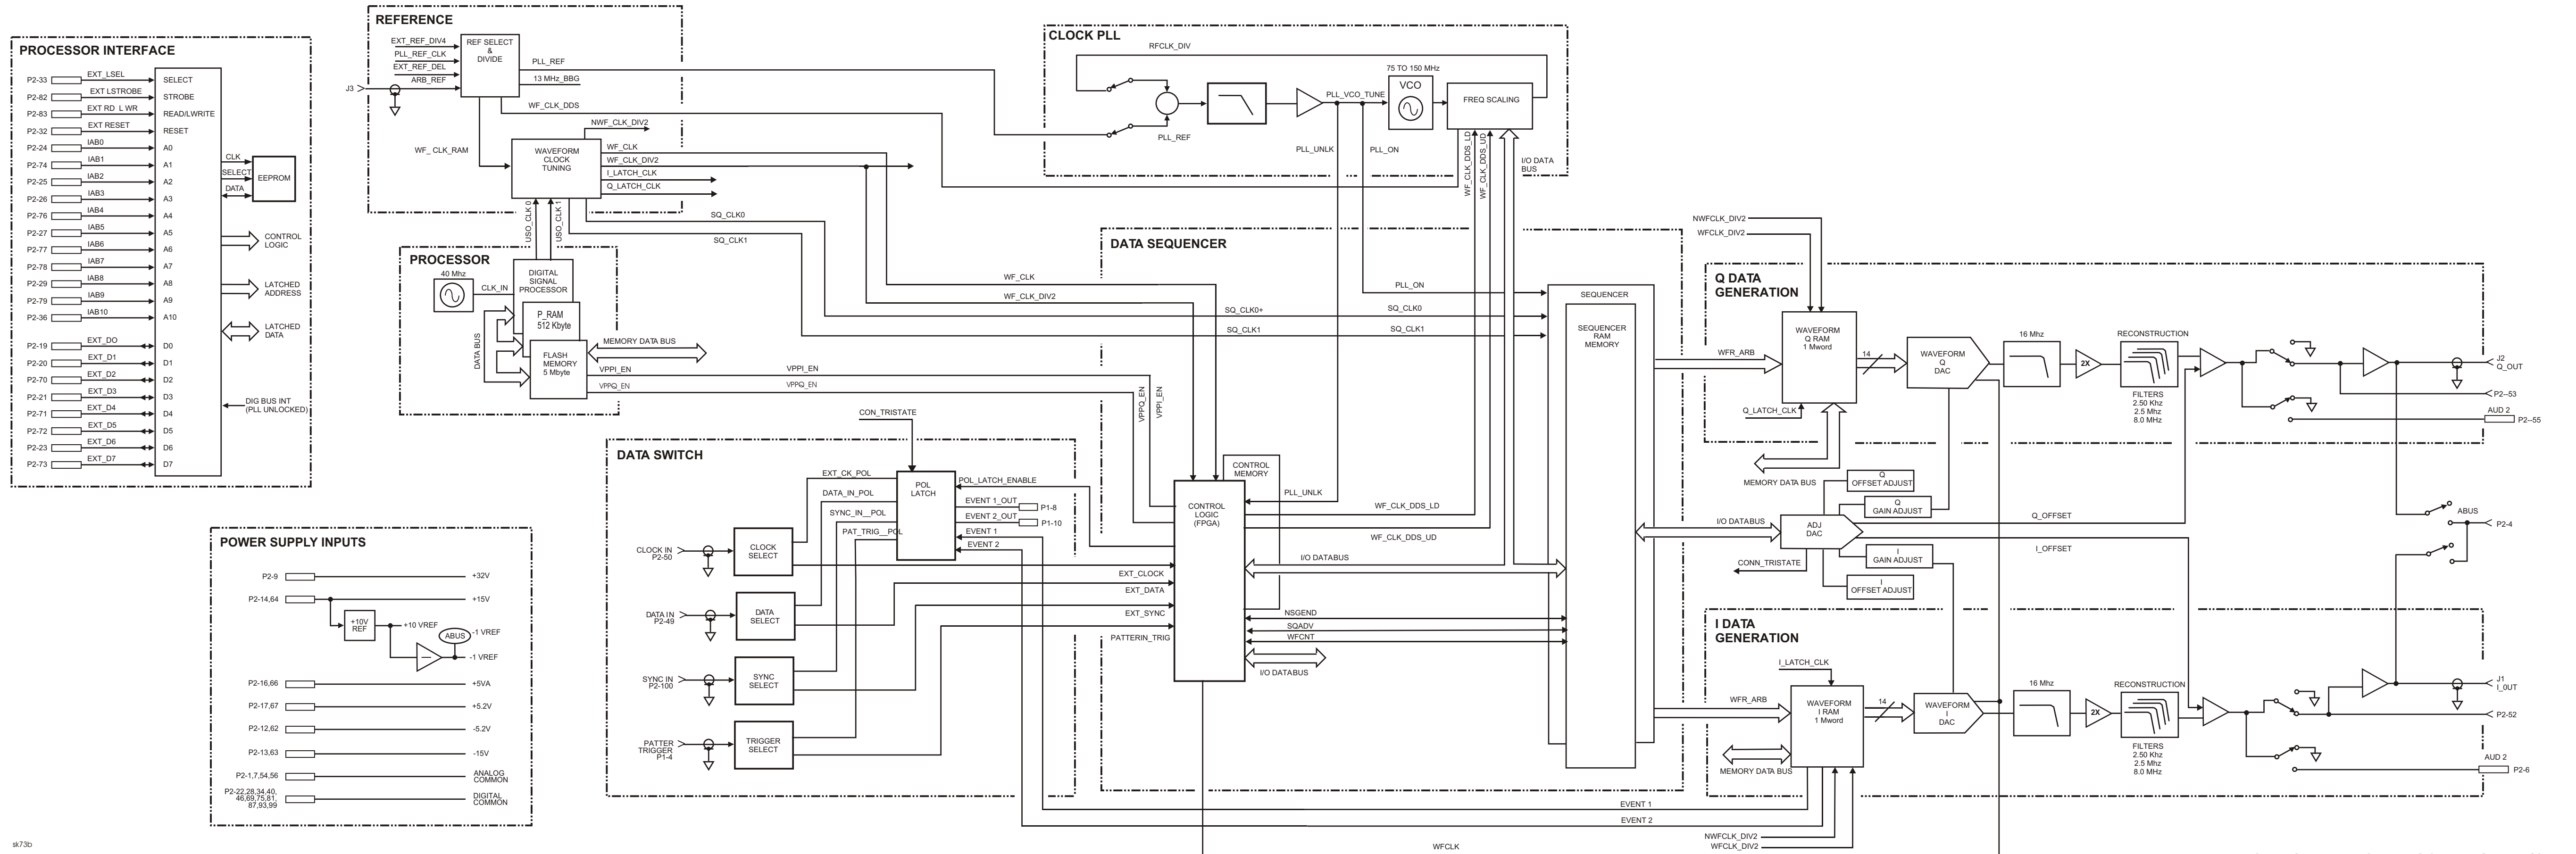 PROCESSOR INTERFACE
P2-33 EXT_LSEL SELECT
P2-82 EXT LSTROBE STROBE
P2-83 EXT RD L WR READ/LWRITE
P2-32 EXT RESET RESET
P2-24 IAB0 A0
P2-74 IAB1 A1
P2-25 IAB2 A2
P2-26 IAB3 A3
P2-76 IAB4 A4
P2-27 IAB5 A5
P2-77 IAB6 A6
P2-78 IAB7 A7
P2-29 IAB8 A8
P2-79 IAB9 A9
P2-36 IAB10 A10
P2-19 EXT_DO D0
P2-20 EXT_D1 D1
P2-70 EXT_D2 D2
P2-21 EXT_D3 D3
P2-71 EXT_D4 D4
P2-72 EXT_D5 D5
P2-23 EXT_D6 D6
P2-73 EXT_D7 D7
CLK
SELECT
DATA
EEPROM
CONTROL
LOGIC
LATCHED
ADDRESS
LATCHED
DATA
DIG BUS INT
(PLL UNLOCKED)
REFERENCE
EXT_REF_DIV4
PLL_REF_CLK
EXT_REF_DEL
ARB_REF
J3
REF SELECT
&
DIVIDE
PLL_REF
13 MHz_BBG
WF_CLK_DDS
NWF_CLK_DIV2
WF_ CLK_RAM
WAVEFORM
CLOCK
TUNING
WF_CLK
WF_CLK_DIV2
I_LATCH_CLK
Q_LATCH_CLK
USO_CLK 0
USO_CLK 1
SQ_CLK0
SQ_CLK1
PROCESSOR
40 Mhz
CLK_IN
DIGITAL
SIGNAL
PROCESSOR
P_RAM
512 Kbyte
FLASH
MEMORY
5 Mbyte
DATA BUS
MEMORY DATA BUS
VPPI_EN
VPPI_EN
VPPQ_EN
VPPQ_EN
CLOCK PLL
RFCLK_DIV
PLL_REF
PLL_VCO_TUNE
75 TO 150 MHz
VCO
FREQ SCALING
PLL_UNLK
PLL_ON
WF_CLK_DDS_LD
WF_CLK_DDS_UD
I/O DATA
BUS
DATA SWITCH
CON_TRISTATE
POL
LATCH
EXT_CK_POL
DATA_IN_POL
SYNC_IN__POL
PAT_TRIG__POL
POL_LATCH_ENABLE
EVENT 1_OUT
P1-8
EVENT 2_OUT
P1-10
EVENT 1
EVENT 2
CLOCK IN
P2-50
CLOCK
SELECT
DATA IN
P2-49
DATA
SELECT
SYNC IN
P2-100
SYNC
SELECT
PATTER
TRIGGER
P1-4
TRIGGER
SELECT
EXT_CLOCK
EXT_DATA
EXT_SYNC
PATTERIN_TRIG
DATA SEQUENCER
WF_CLK
WF_CLK_DIV2
PLL_ON
SQ_CLK0+
SQ_CLK0
SQ_CLK1
SQ_CLK1
VPPQ_EN
VPPI_EN
CONTROL
MEMORY
CONTROL
LOGIC
(FPGA)
PLL_UNLK
WF_CLK_DDS_LD
WF_CLK_DDS_UD
I/O DATABUS
NSGEND
SQADV
WFCNT
I/O DATABUS
SEQUENCER
SEQUENCER
RAM
MEMORY
WFR_ARB
I/O DATABUS
WFR_ARB
EVENT 1
EVENT 2
NWFCLK_DIV2
WFCLK_DIV2
WFCLK
Q DATA
GENERATION
NWFCLK_DIV2
WFCLK_DIV2
WAVEFORM
Q RAM
1 Mword
Q_LATCH_CLK
MEMORY DATA BUS
14
WAVEFORM
Q
DAC
16 Mhz
2X
RECONSTRUCTION
FILTERS
2.50 Khz
2.5 Mhz
8.0 MHz
J2
Q_OUT
P2--53
AUD 2
P2--55
Q
OFFSET ADJUST
Q
GAIN ADJUST
ADJ
DAC
Q_OFFSET
I_OFFSET
I
GAIN ADJUST
I
OFFSET ADJUST
CONN_TRISTATE
ABUS
P2-4
I DATA
GENERATION
I_LATCH_CLK
WAVEFORM
I RAM
1 Mword
MEMORY DATA BUS
14
WAVEFORM
I
DAC
16 Mhz
2X
RECONSTRUCTION
FILTERS
2.50 Khz
2.5 Mhz
8.0 MHz
J1
I_0UT
P2-52
AUD 2
P2-6
POWER SUPPLY INPUTS
P2-9 +32V
P2-14,64 +15V
+10V
REF
+10 VREF
ABUS
-1 VREF
-1 VREF
P2-16,66 +5VA
P2-17,67 +5.2V
P2-12,62 -5.2V
P2-13,63 -15V
P2-1,7,54,56 ANALOG
COMMON
P2-22,28,34,40,
46,69,75,81,
87,93,99
DIGITAL
COMMON
sk73b